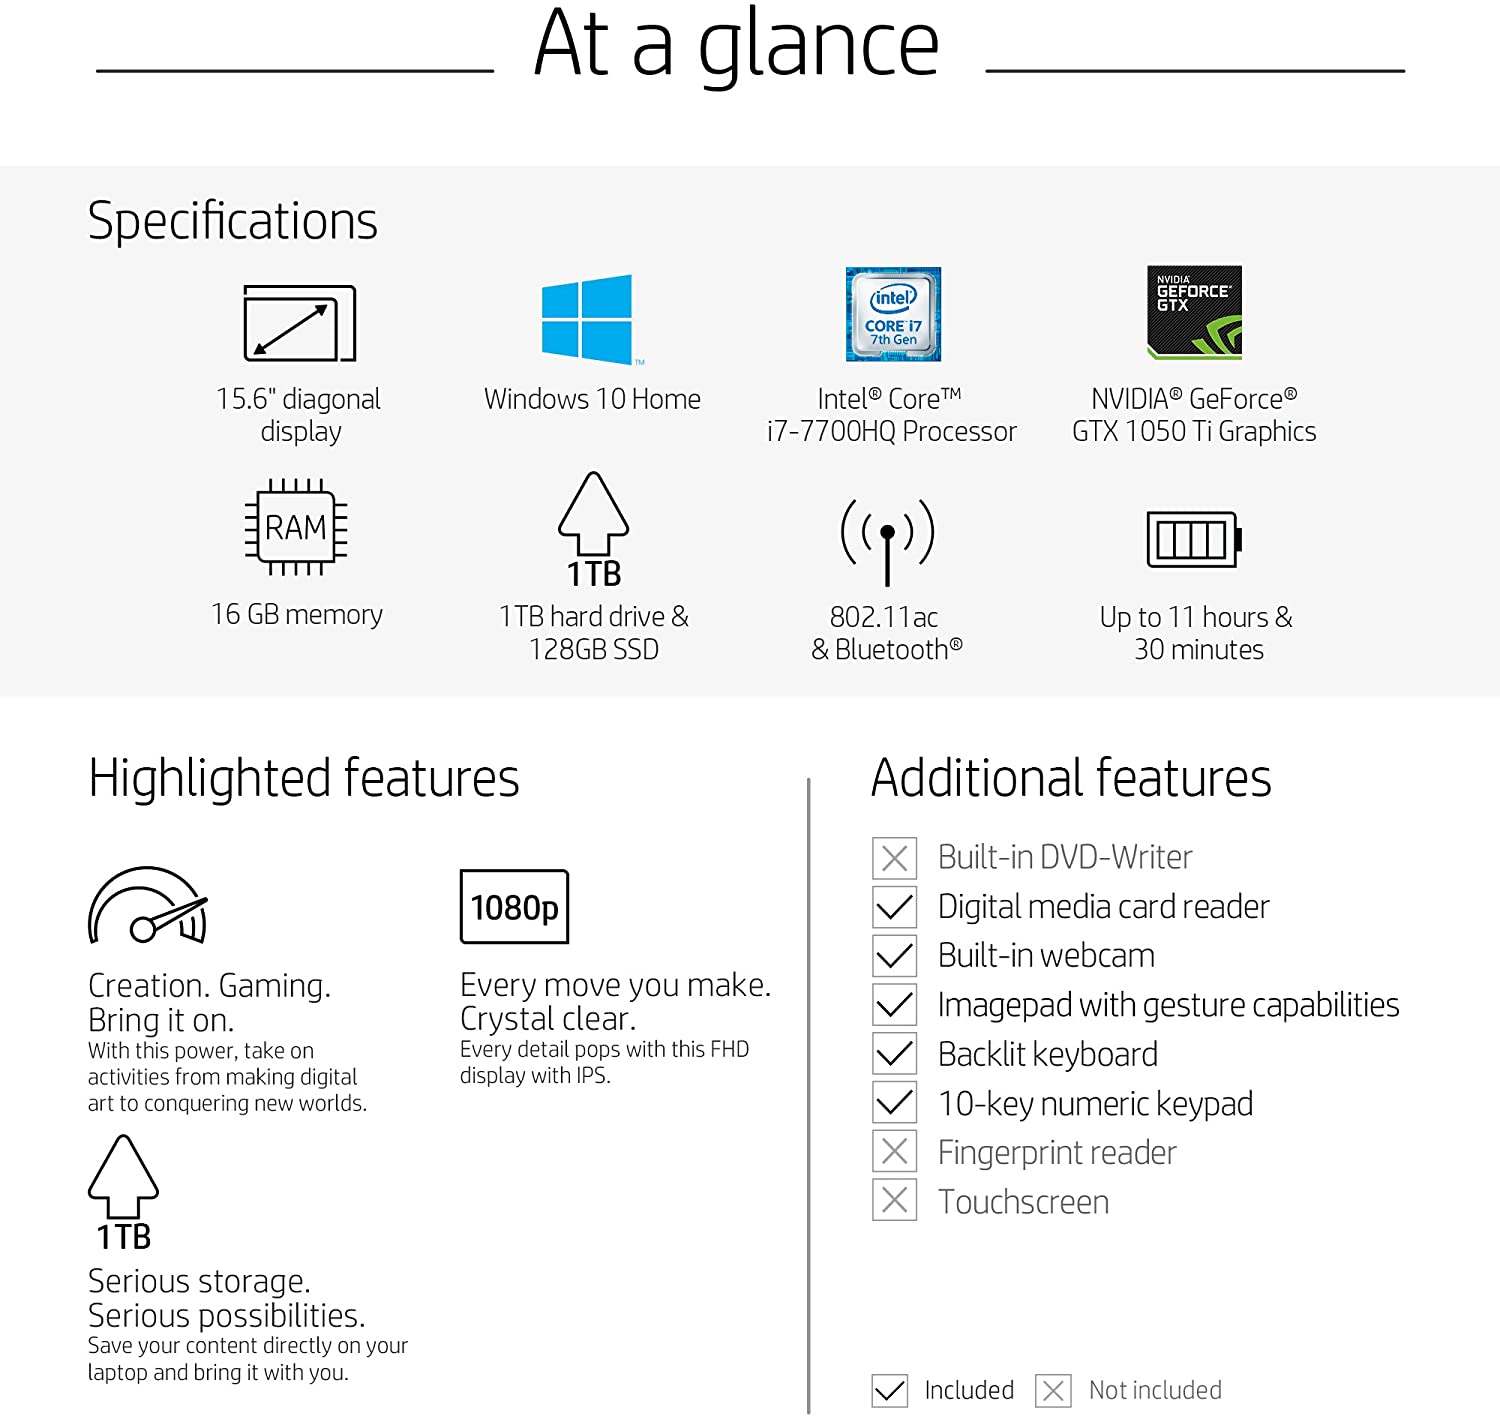 At a glance
Specifications
TM
intel
CORE i7
7th Gen
NVIDIA
GEFORCE
GTX
15.6" diagonal
display
Windows 10 Home
Intel® Core™
i7-7700HQ Processor
NVIDIA® GeForce®
GTX 1050 Ti Graphics
RAM
1TB
16 GB memory
1TB hard drive &
128GB SSD
802.11ac
& Bluetooth®
Up to 11 hours &
30 minutes
Highlighted features
1080p
Creation. Gaming.
Bring it on.
With this power, take on
activities from making digital
art to conquering new worlds.
Every move you make.
Crystal clear.
Every detail pops with this FHD
display with IPS.
1TB
Serious storage.
Serious possibilities.
Save your content directly on your
laptop and bring it with you.
Additional features
Built-in DVD-Writer
Digital media card reader
Built-in webcam
Imagepad with gesture capabilities
Backlit keyboard
10-key numeric keypad
Fingerprint reader
Touchscreen
Included
Not included